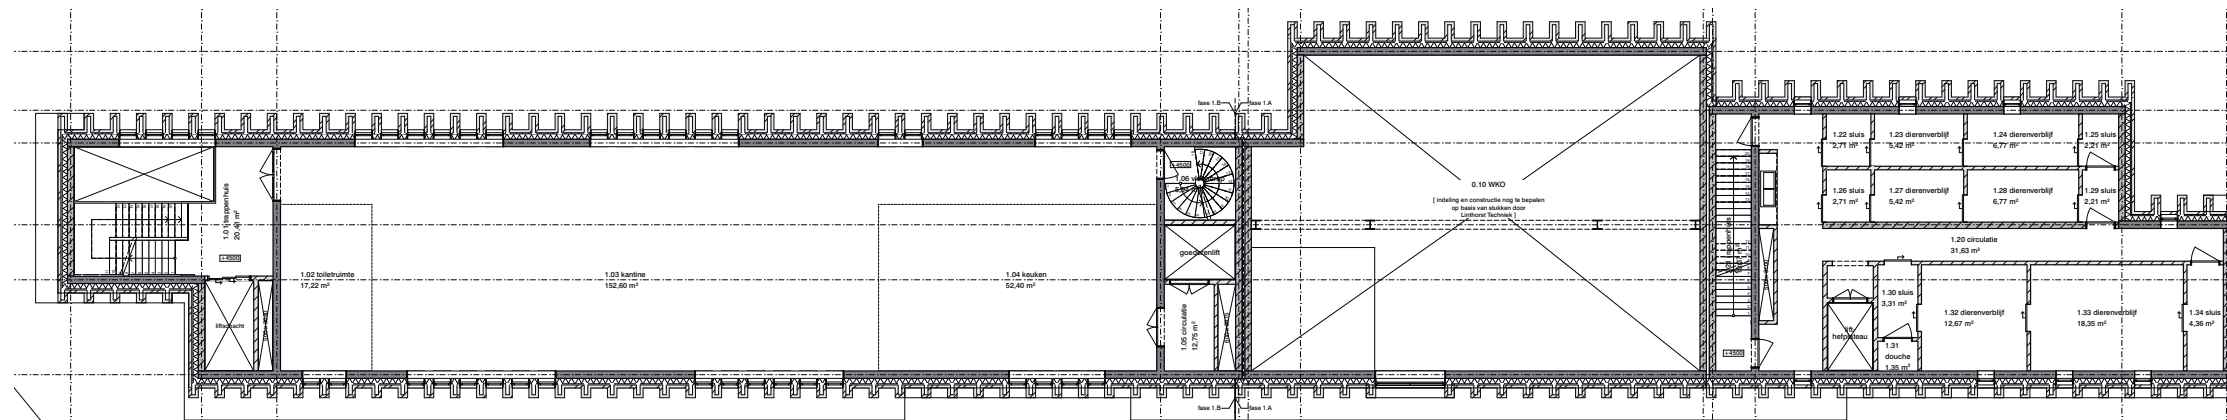 fase 1.B
fase 1.A
1.01 trappenhuis
20,41 m²
+4500
liftschacht
1.02 toiletruimte
17,22 m²
1.03 kantine
152,60 m²
1.04 keuken
52,40 m²
+4500
1.06
goederenlift
1.05 circulatie
12,75 m²
0.10 WKO
[ indeling en constructie nog te bepalen
op basis van stukken door
Linthorst Techniek ]
trappenhuis
+4500
1.22 sluis
2,71 m²
1.23 dierenverblijf
5,42 m²
1.24 dierenverblijf
6,77 m²
1.25 sluis
2,21 m²
1.26 sluis
2,71 m²
1.27 dierenverblijf
5,42 m²
1.28 dierenverblijf
6,77 m²
1.29 sluis
2,21 m²
1.20 circulatie
31,63 m²
lift
hefplateau
1.30 sluis
3,31 m²
1.31
douche
1.35 m²
1.32 dierenverblijf
12,67 m²
1.33 dierenverblijf
18,35 m²
1.34 sluis
4,36 m²
fase 1.B
fase 1.A